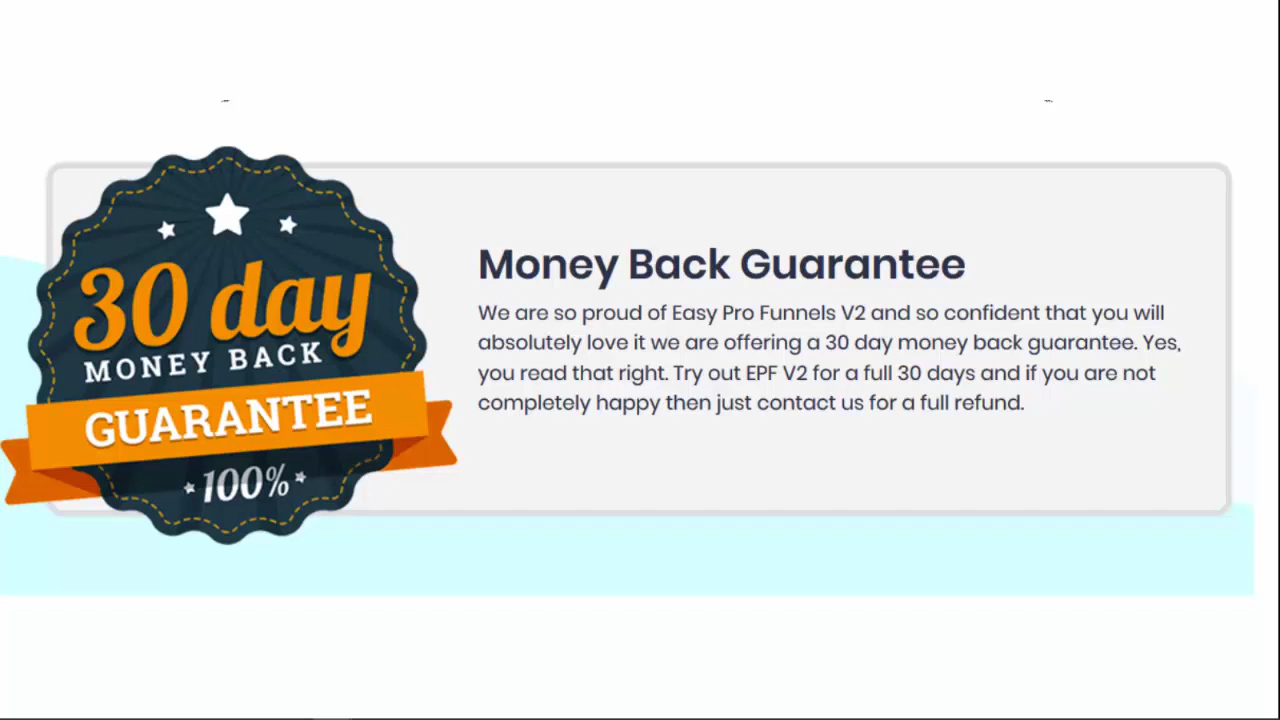 30 day
MONEY BACK
GUARANTEE
100%
Money Back Guarantee
We are so proud of Easy Pro Funnels V2 and so confident that you will
absolutely love it we are offering a 30 day money back guarantee. Yes,
you read that right. Try out EPF V2 for a full 30 days and if you are not
completely happy then just contact us for a full refund.